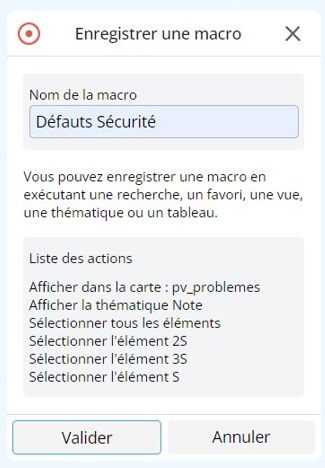 Enregistrer une macro
Nom de la macro
Défauts Sécurité
Vous pouvez enregistrer une macro en
exécutant une recherche, un favori, une vue,
une thématique ou un tableau.
Liste des actions
Afficher dans la carte : pv_problemes
Afficher la thématique Note
Sélectionner tous les éléments
Sélectionner l'élément 2S
Sélectionner l'élément 3S
Sélectionner l'élément S
Valider
Annuler